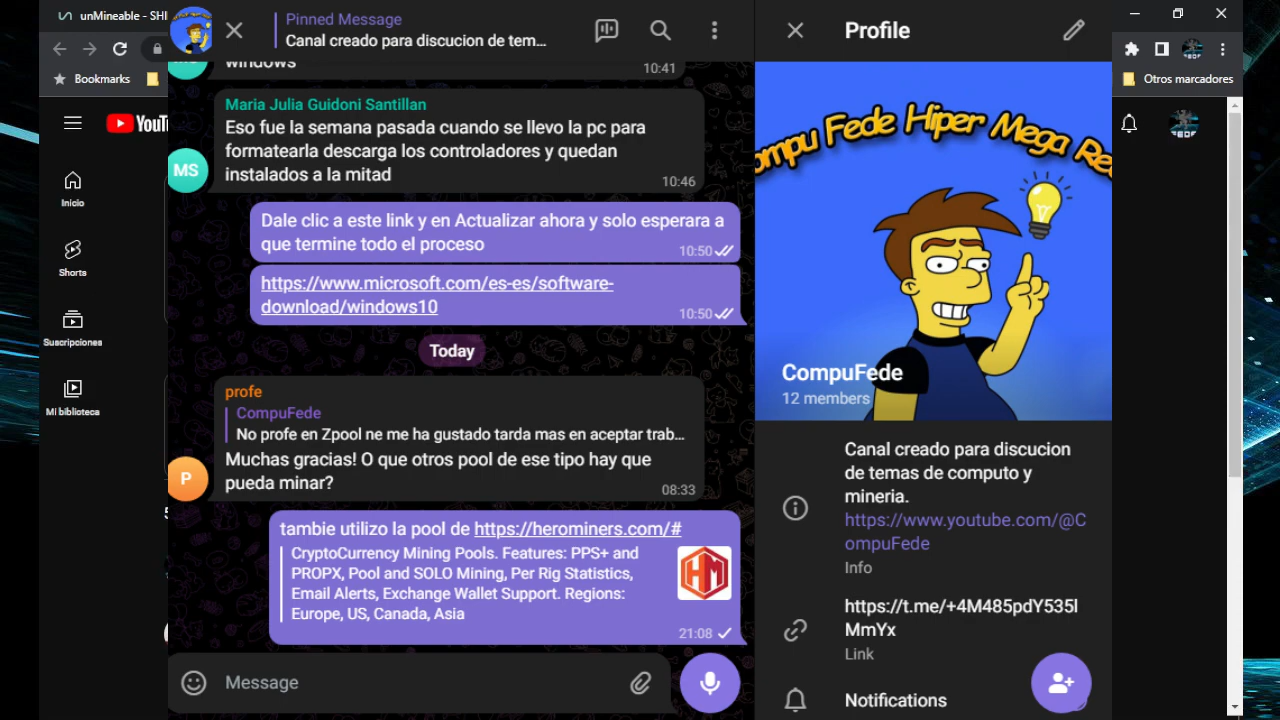 unMineable - SHI
Bookmarks
YouT
Inicio
Shorts
Suscripciones
Mi biblioteca
Pinned Message
Canal creado para discucion de tem...
windows
10:41
Maria Julia Guidoni Santillan
Eso fue la semana pasada cuando se llevo la pc para
formatearla descarga los controladores y quedan
instalados a la mitad
MS
10:46
Dale clic a este link y en Actualizar ahora y solo esperara a
que termine todo el proceso
10:50
https://www.microsoft.com/es-es/software-
download/windows10
10:50
Today
profe
CompuFede
No profe en Zpool ne me ha gustado tarda mas en aceptar trab...
Muchas gracias! O que otros pool de ese tipo hay que
pueda minar?
P
08:33
tambie utilizo la pool de https://herominers.com/#
CryptoCurrency Mining Pools. Features: PPS+ and
PROPX, Pool and SOLO Mining, Per Rig Statistics,
Email Alerts, Exchange Wallet Support. Regions:
Europe, US, Canada, Asia
HM
21:08
Message
Profile
ompu Fede Hiper Mega Re
CompuFede
12 members
Canal creado para discucion
de temas de computo y
mineria.
https://www.youtube.com/@C
ompuFede
Info
https://t.me/+4M485pdY535l
MmYx
Link
Notifications
Otros marcadores